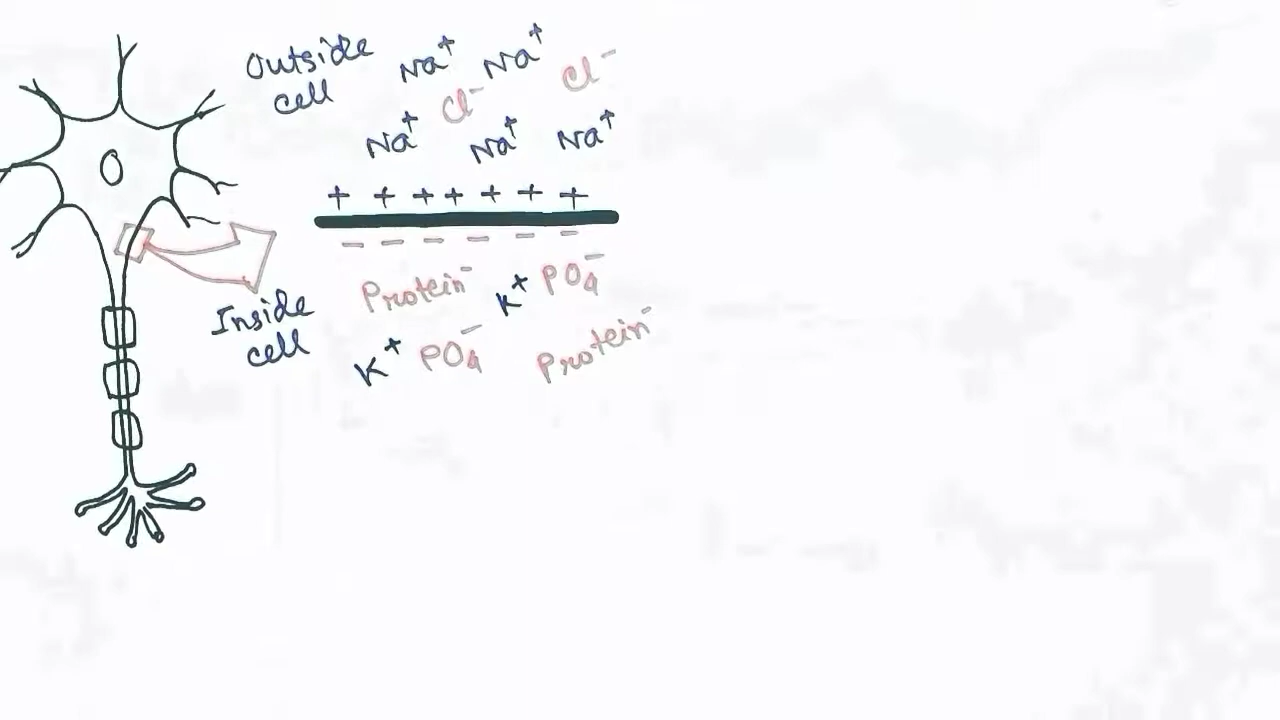 Outside cell
Na⁺ Na⁺
Cl⁻ Cl⁻
Na⁺ Na⁺ Na⁺
+ + + + + + +
− − − − − −
Inside cell
Protein⁻ K⁺ PO₄⁻
K⁺ PO₄⁻ Protein⁻